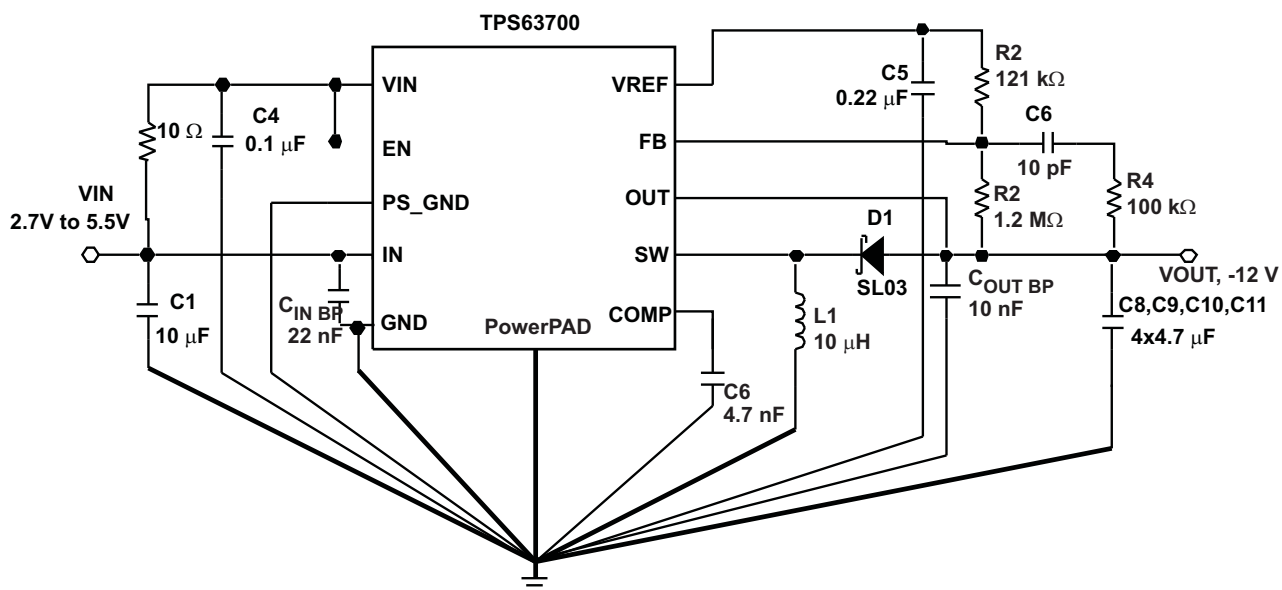 TPS63700
VIN
EN
PS_GND
IN
GND
VREF
FB
OUT
SW
COMP
PowerPAD
10 Ω
C4
0.1 μF
VIN
2.7V to 5.5V
C1
10 μF
C IN BP
22 nF
C5
0.22 μF
R2
121 kΩ
C6
10 pF
R2
1.2 MΩ
R4
100 kΩ
D1
SL03
VOUT, -12 V
C OUT BP
10 nF
C8,C9,C10,C11
4x4.7 μF
L1
10 μH
C6
4.7 nF